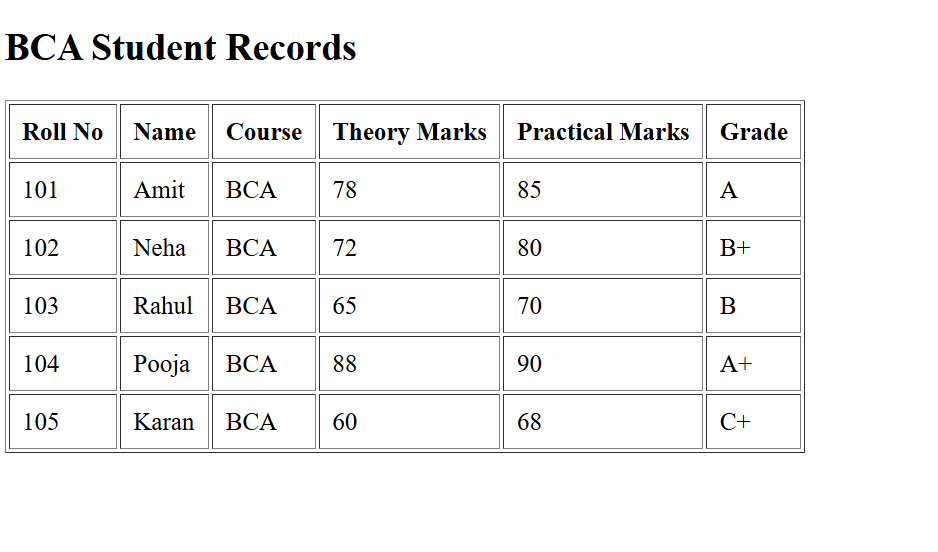 BCA Student Records
Roll No Name Course Theory Marks Practical Marks Grade
101 Amit BCA 78 85 A
102 Neha BCA 72 80 B+
103 Rahul BCA 65 70 B
104 Pooja BCA 88 90 A+
105 Karan BCA 60 68 C+